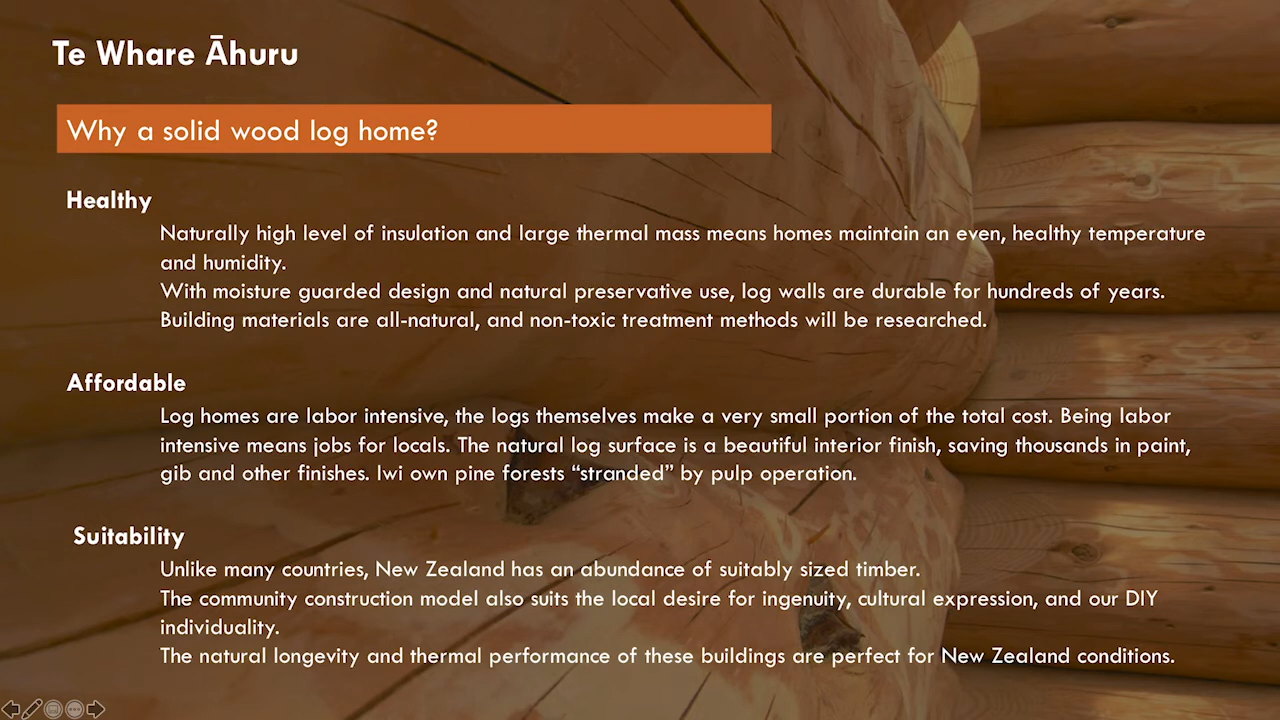 Te Whare Āhuru
Why a solid wood log home?
Healthy
Naturally high level of insulation and large thermal mass means homes maintain an even, healthy temperature
and humidity.
With moisture guarded design and natural preservative use, log walls are durable for hundreds of years.
Building materials are all-natural, and non-toxic treatment methods will be researched.
Affordable
Log homes are labor intensive, the logs themselves make a very small portion of the total cost. Being labor
intensive means jobs for locals. The natural log surface is a beautiful interior finish, saving thousands in paint,
gib and other finishes. Iwi own pine forests “stranded” by pulp operation.
Suitability
Unlike many countries, New Zealand has an abundance of suitably sized timber.
The community construction model also suits the local desire for ingenuity, cultural expression, and our DIY
individuality.
The natural longevity and thermal performance of these buildings are perfect for New Zealand conditions.